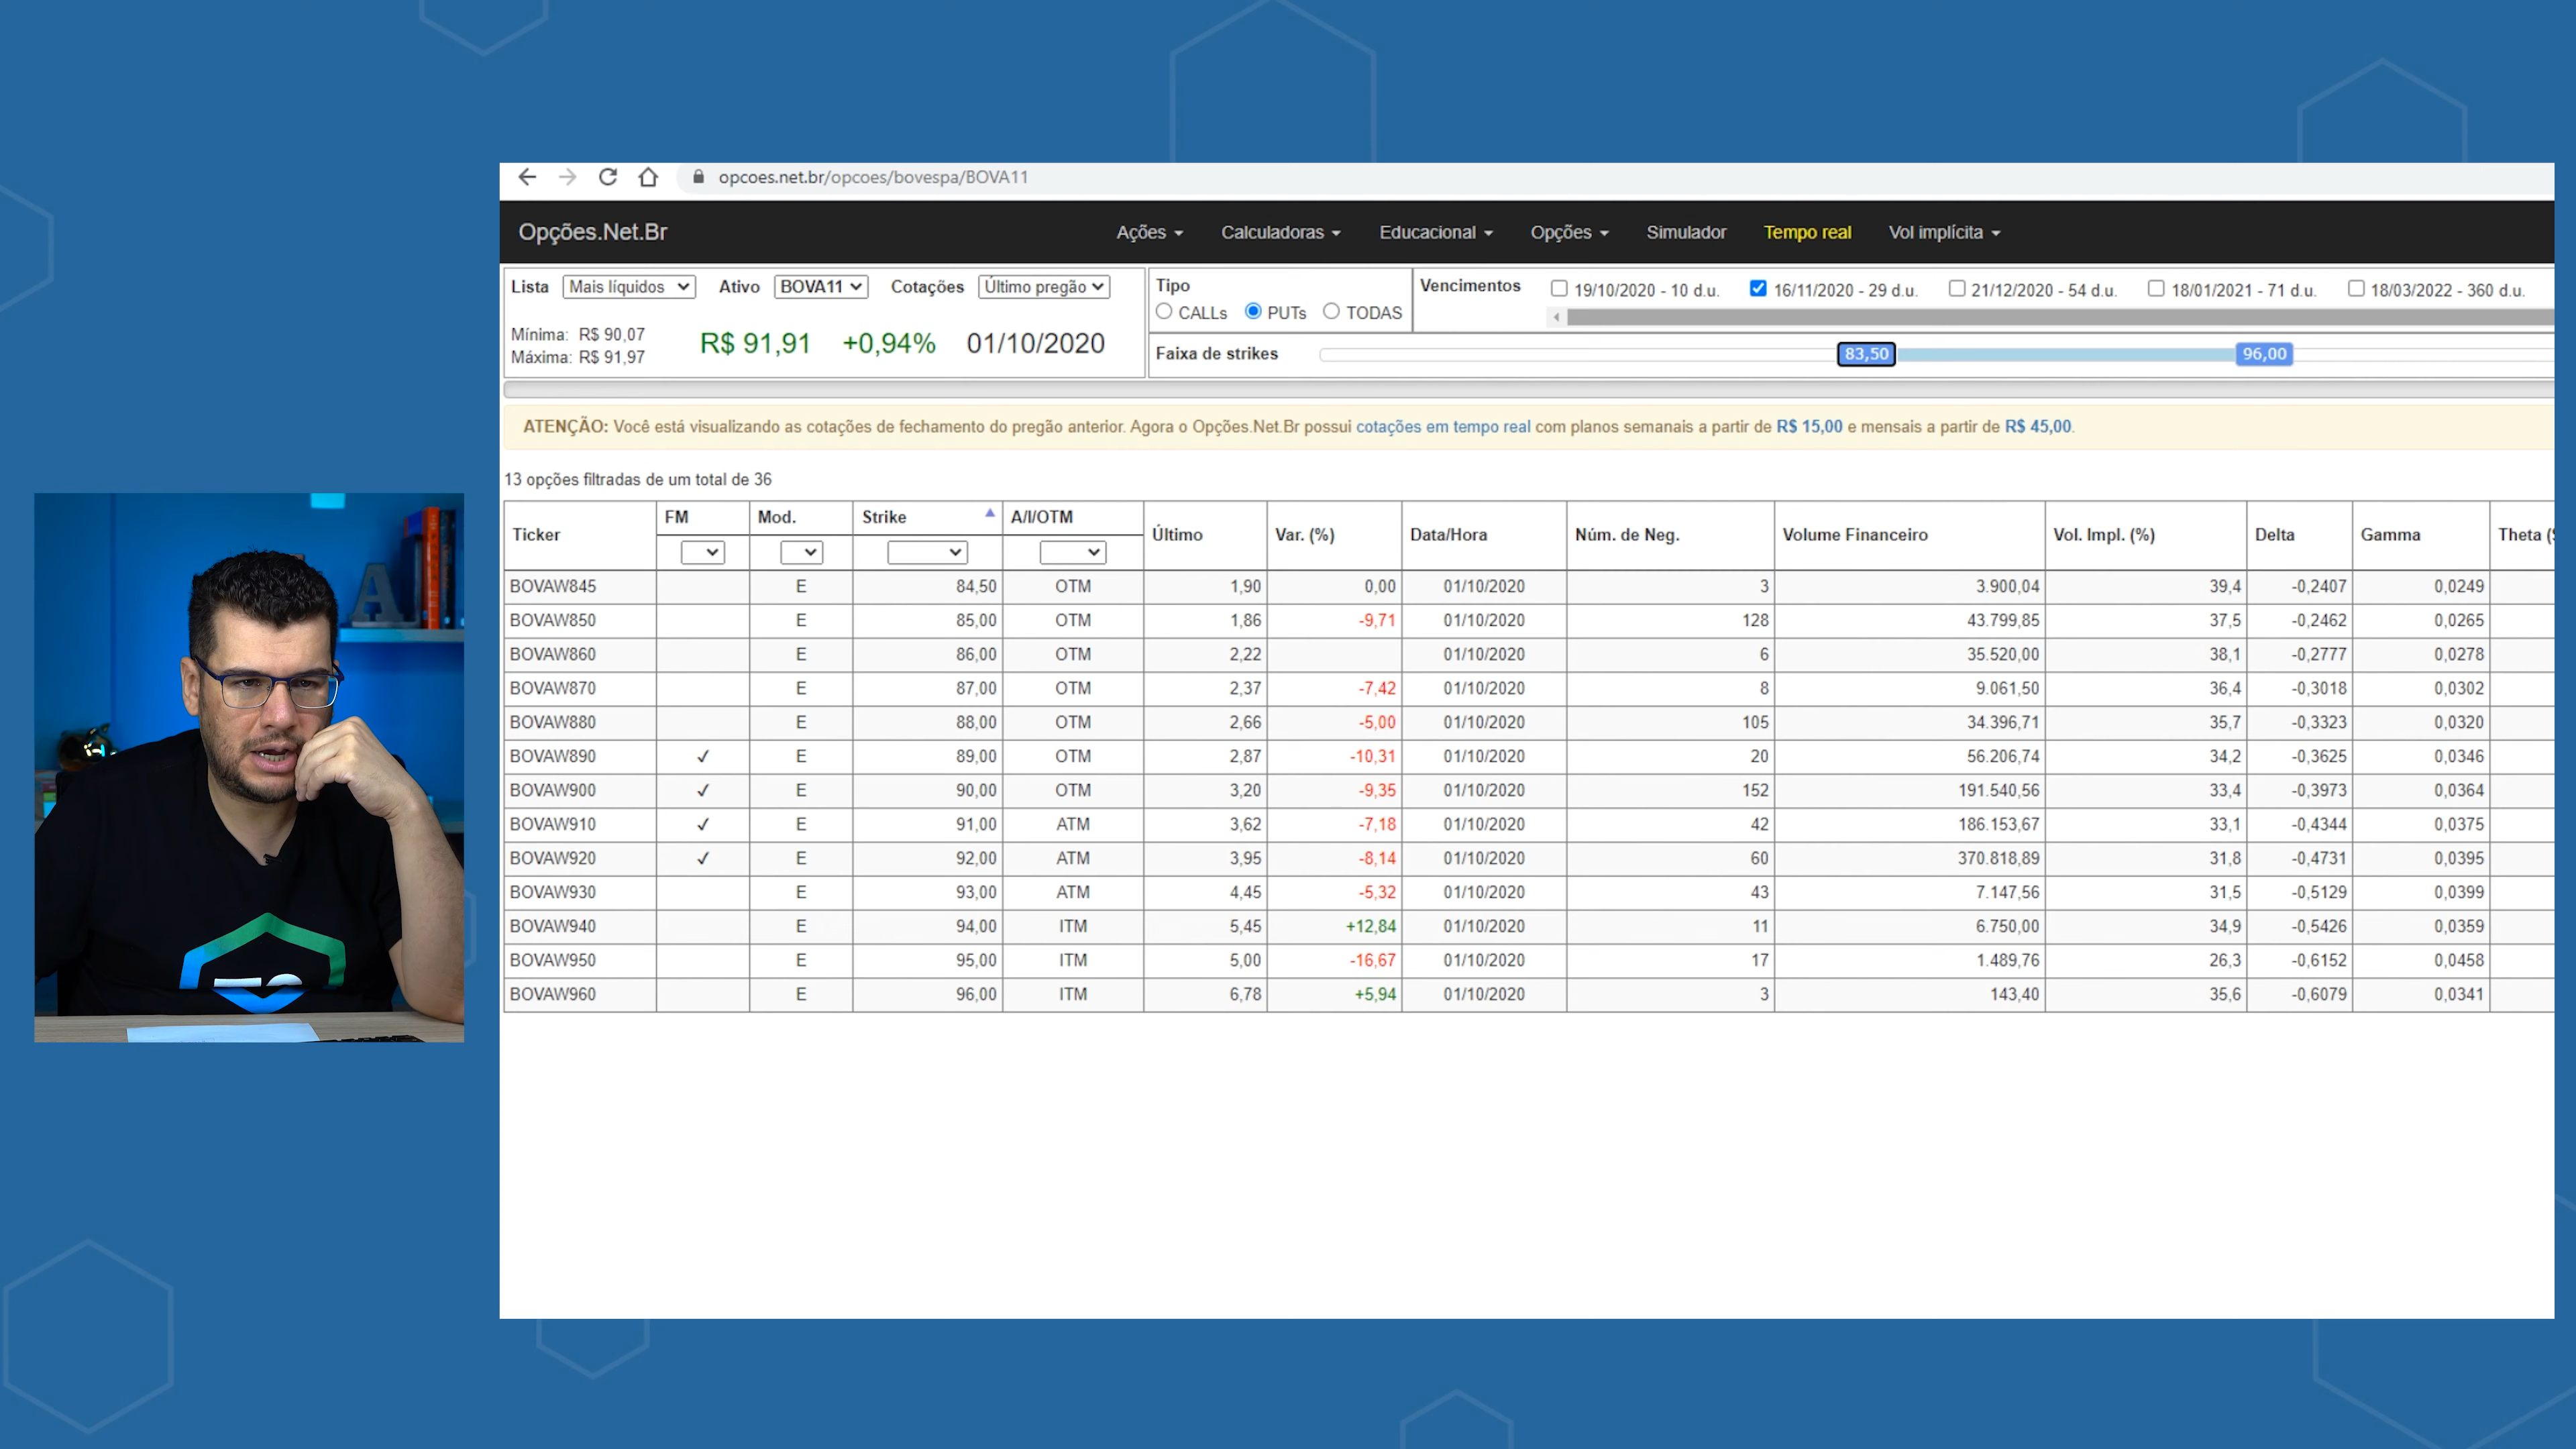 opcoes.net.br/opcoes/bovespa/BOVA11
Opções.Net.Br Ações Calculadoras Educacional Opções Simulador Tempo real Vol implícita
Lista Mais líquidos Ativo BOVA11 Cotações Último pregão
Mínima: R$ 90,07
Máxima: R$ 91,97
R$ 91,91 +0,94% 01/10/2020
Tipo
CALLs PUTs TODAS
Vencimentos 19/10/2020 - 10 d.u. 16/11/2020 - 29 d.u. 21/12/2020 - 54 d.u. 18/01/2021 - 71 d.u. 18/03/2022 - 360 d.u.
Faixa de strikes 83,50 96,00
ATENÇÃO: Você está visualizando as cotações de fechamento do pregão anterior. Agora o Opções.Net.Br possui cotações em tempo real com planos semanais a partir de R$ 15,00 e mensais a partir de R$ 45,00.
13 opções filtradas de um total de 36
Ticker FM Mod. Strike A/I/OTM Último Var. (%) Data/Hora Núm. de Neg. Volume Financeiro Vol. Impl. (%) Delta Gamma Theta (
BOVAW845 E 84,50 OTM 1,90 0,00 01/10/2020 3 3.900,04 39,4 -0,2407 0,0249
BOVAW850 E 85,00 OTM 1,86 -9,71 01/10/2020 128 43.799,85 37,5 -0,2462 0,0265
BOVAW860 E 86,00 OTM 2,22 01/10/2020 6 35.520,00 38,1 -0,2777 0,0278
BOVAW870 E 87,00 OTM 2,37 -7,42 01/10/2020 8 9.061,50 36,4 -0,3018 0,0302
BOVAW880 E 88,00 OTM 2,66 -5,00 01/10/2020 105 34.396,71 35,7 -0,3323 0,0320
BOVAW890 ✓ E 89,00 OTM 2,87 -10,31 01/10/2020 20 56.206,74 34,2 -0,3625 0,0346
BOVAW900 ✓ E 90,00 OTM 3,20 -9,35 01/10/2020 152 191.540,56 33,4 -0,3973 0,0364
BOVAW910 ✓ E 91,00 ATM 3,62 -7,18 01/10/2020 42 186.153,67 33,1 -0,4344 0,0375
BOVAW920 ✓ E 92,00 ATM 3,95 -8,14 01/10/2020 60 370.818,89 31,8 -0,4731 0,0395
BOVAW930 E 93,00 ATM 4,45 -5,32 01/10/2020 43 7.147,56 31,5 -0,5129 0,0399
BOVAW940 E 94,00 ITM 5,45 +12,84 01/10/2020 11 6.750,00 34,9 -0,5426 0,0359
BOVAW950 E 95,00 ITM 5,00 -16,67 01/10/2020 17 1.489,76 26,3 -0,6152 0,0458
BOVAW960 E 96,00 ITM 6,78 +5,94 01/10/2020 3 143,40 35,6 -0,6079 0,0341
A